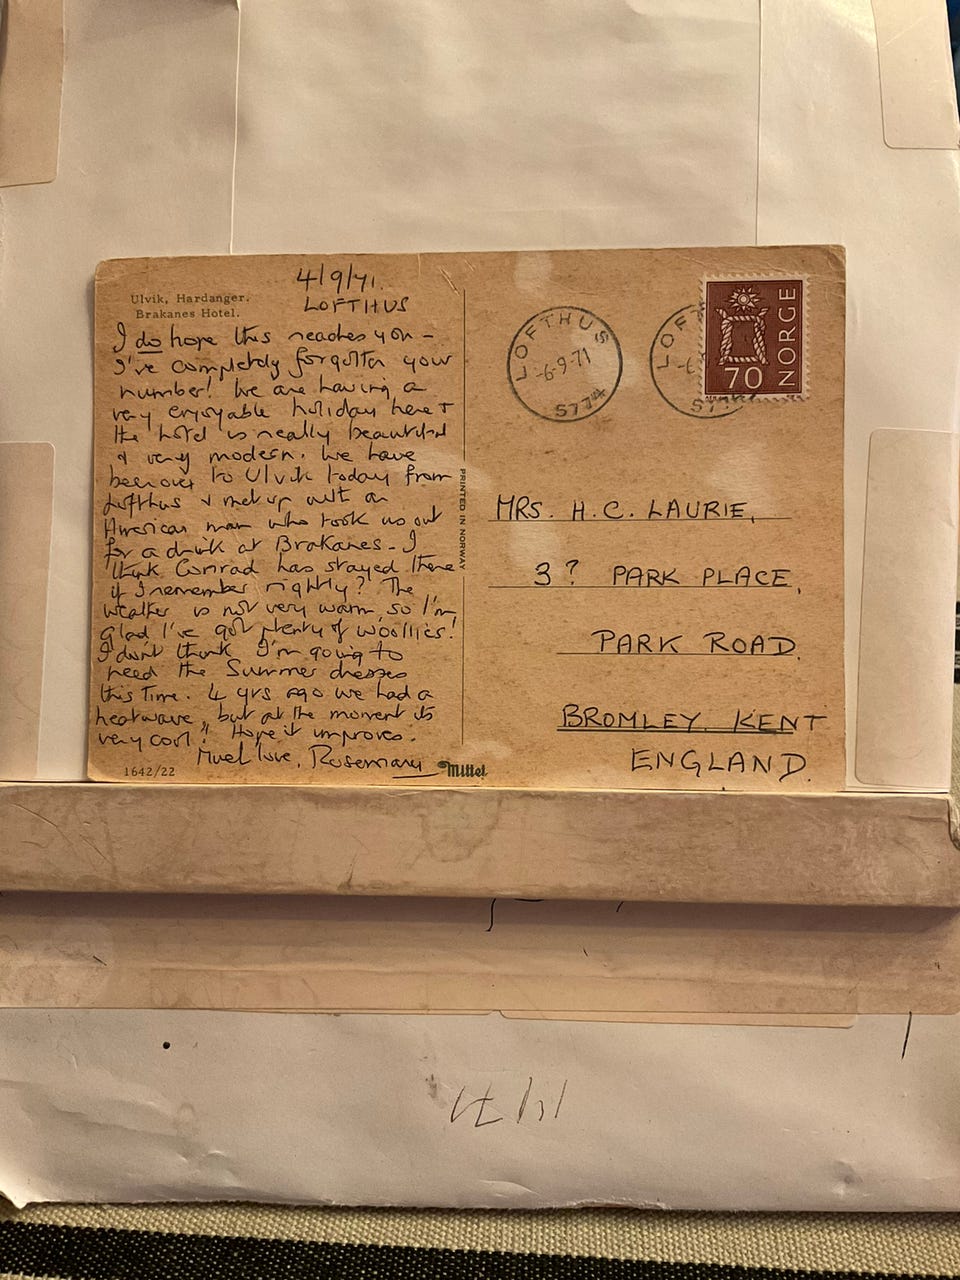 Ulvik, Hardanger.
Brakanes Hotel.
4/9/71.
LOFTHUS
I do hope this reaches you –
I've completely forgotten your
number! We are having a
very enjoyable holiday here +
the hotel is really beautiful
& very modern. We have
been over to Ulvik today from
Lofthus & met up with an
American man who took us out
for a drink at Brakanes – I
think Conrad has stayed there
if I remember rightly? The
weather is not very warm, so I'm
glad I've got plenty of woollies!
I don't think I'm going to
need the Summer dresses
this time. 4 yrs ago we had a
heatwave, but at the moment its
very cool!! Hope it improves.
Much love, Rosemary
1642/22
Mittet
PRINTED IN NORWAY
LOFTHUS
-6-9-71
5774
LOFT
-6
577
NORGE
70
MRS. H.C. LAURIE,
3? PARK PLACE,
PARK ROAD.
BROMLEY. KENT
ENGLAND.